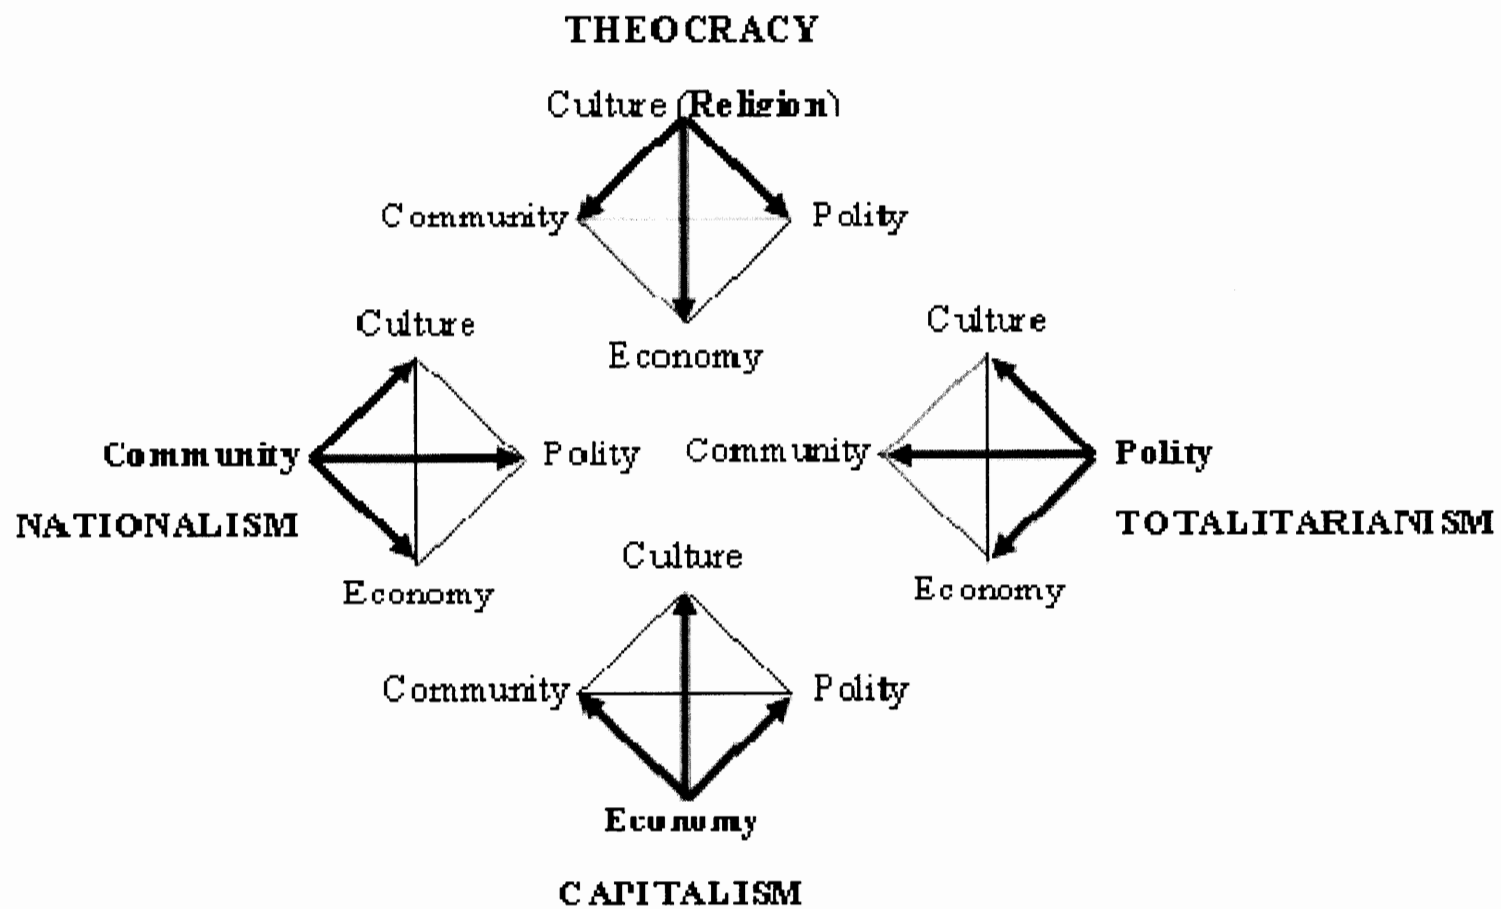 THEOCRACY
Culture (Religion)
Community
Polity
Economy
Culture
Community
Polity
NATIONALISM
Economy
Culture
Community
Polity
TOTALITARIANISM
Economy
Culture
Community
Polity
Economy
CAPITALISM